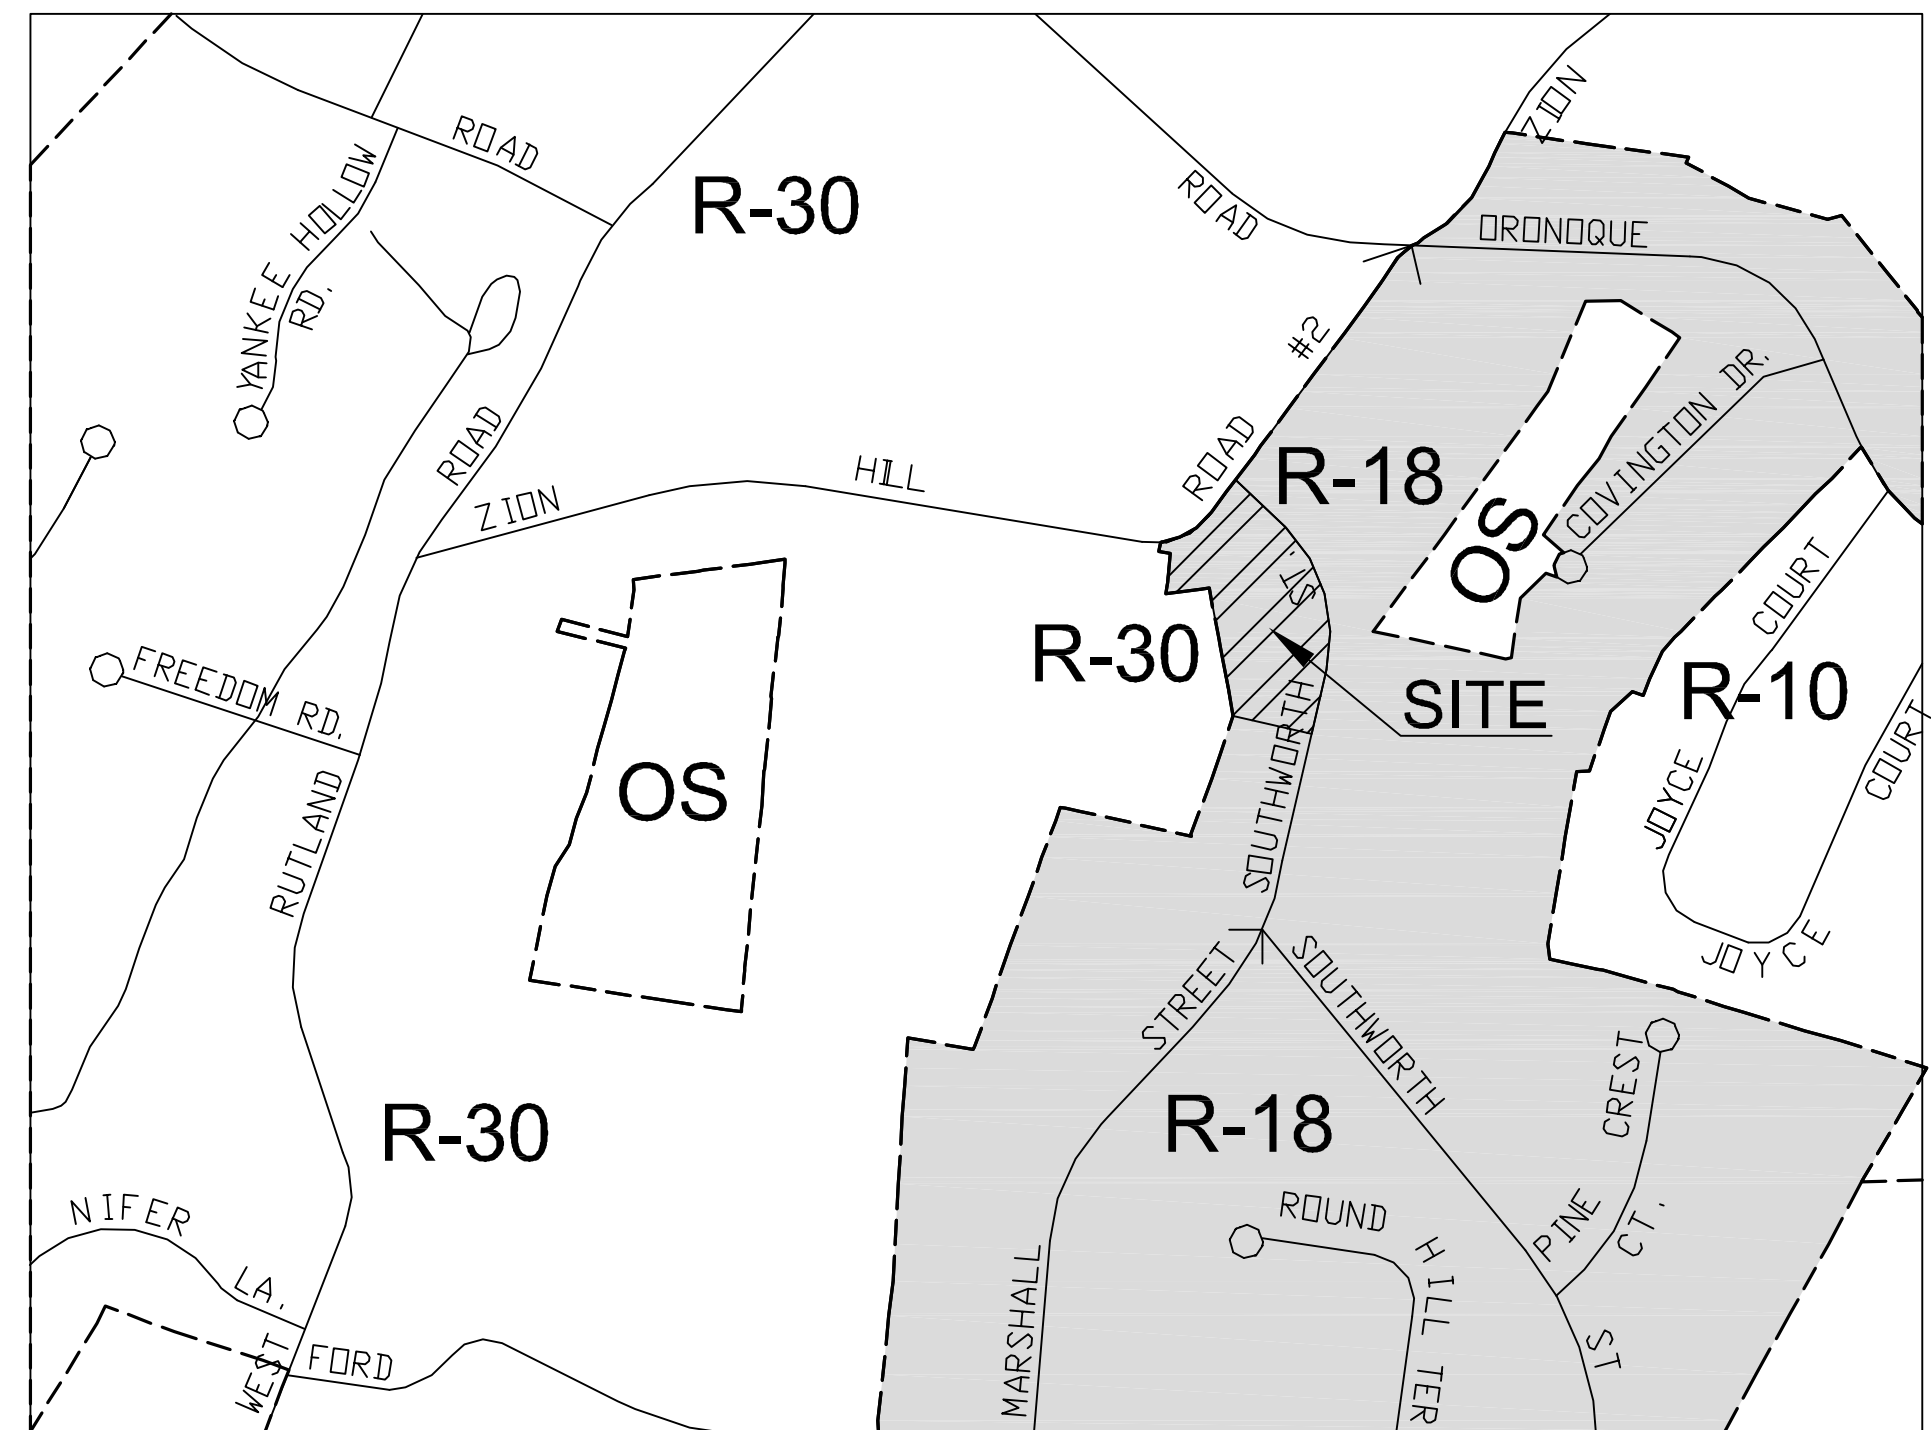 ZION
ROAD
YANKEE HOLLOW
RD.
R-30
ROAD
ORONOQUE
#2
ROAD
COVINGTON DR.
ROAD
ZION
HILL
R-18
OS
ST.
COURT
FREEDOM RD.
R-30
SITE
R-10
SOUTHWORTH
COURT
JOYCE
OS
RUTLAND
JOYCE
STREET
SOUTHWORTH
CREST
R-30
R-18
PINE
CT.
NIFER
LA.
ROUND
HILL TER
MARSHALL
WEST
FORD
ST